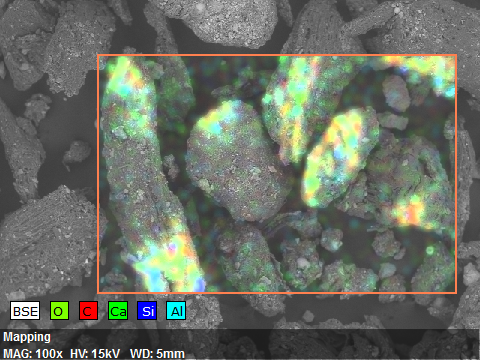 BSE O C Ca Si Al
Mapping
MAG: 100x HV: 15kV WD: 5mm